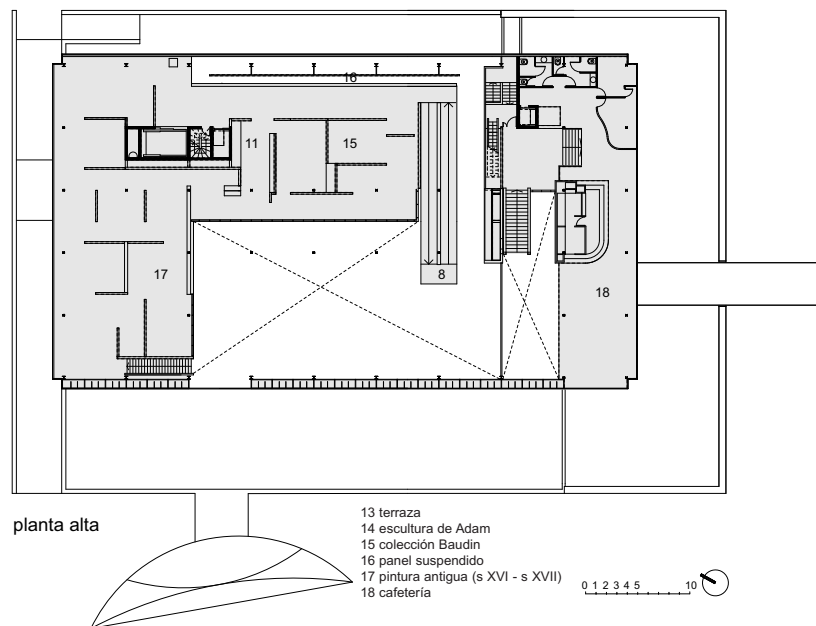 16
11
15
8
17
18
planta alta
13 terraza
14 escultura de Adam
15 colección Baudin
16 panel suspendido
17 pintura antigua (s XVI - s XVII)
18 cafetería
0 1 2 3 4 5 10